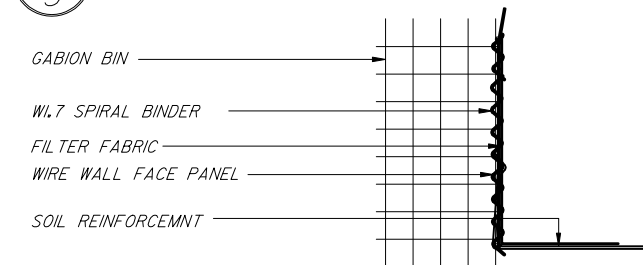 GABION BIN
W1.7 SPIRAL BINDER
FILTER FABRIC
WIRE WALL FACE PANEL
SOIL REINFORCEMNT